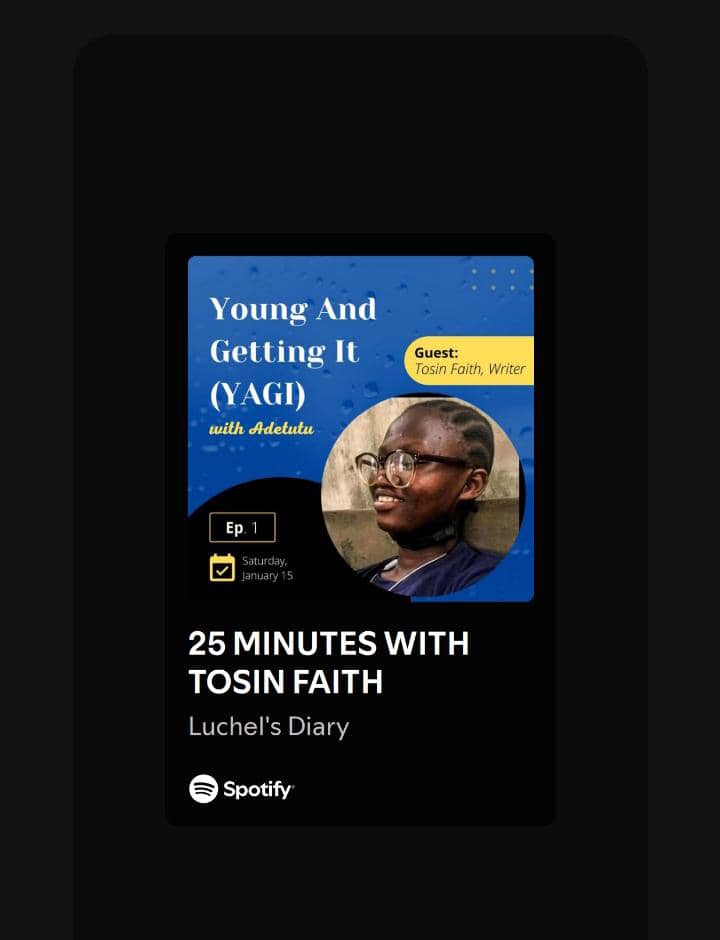 Young And
Getting It
(YAGI)
with Adetutu
Guest:
Tosin Faith, Writer
Ep. 1
Saturday,
January 15
25 MINUTES WITH
TOSIN FAITH
Luchel's Diary
Spotify